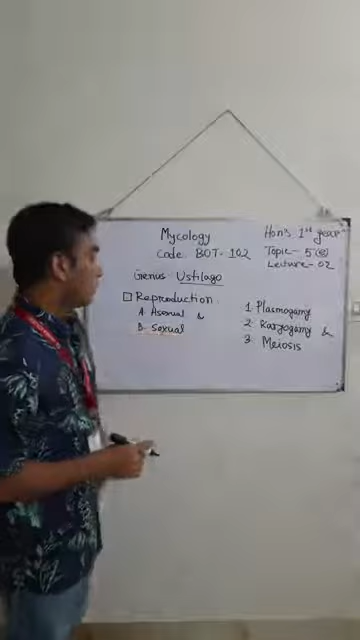 Mycology
Code BOT-102
Hon's 1st year
Topic- 5
Lecture- 02
Genus Ustilago
Reproduction
A Asexual &
B. Sexual
1 Plasmogamy
2 Karyogamy &
3 Meiosis